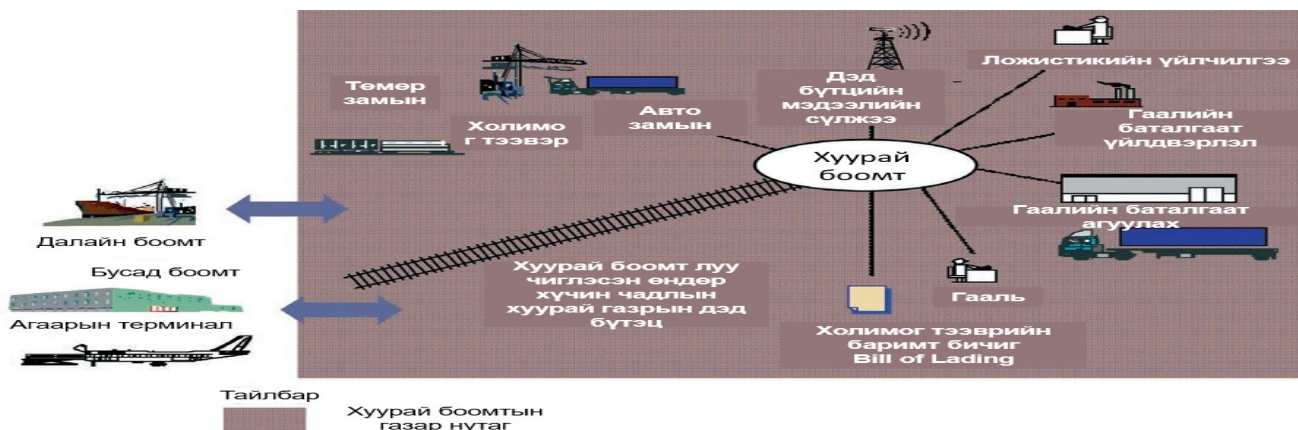 Төмөр
замын
Холимо
г тээвэр
Авто
замын
Дэд
бүтцийн
мэдээлийн
сүлжээ
Ложистикийн үйлчилгээ
Гаалийн
баталгаат
үйлдвэрлэл
Хуурай
боомт
Гаалийн баталгаат
агуулах
Далайн боомт
Бусад боомт
Агаарын терминал
Хуурай боомт луу
чиглэсэн өндөр
хүчин чадлын
хуурай газрын дэд
бүтэц
Гааль
Холимог тээврийн
баримт бичиг
Bill of Lading
Тайлбар
Хуурай боомтын
газар нутаг